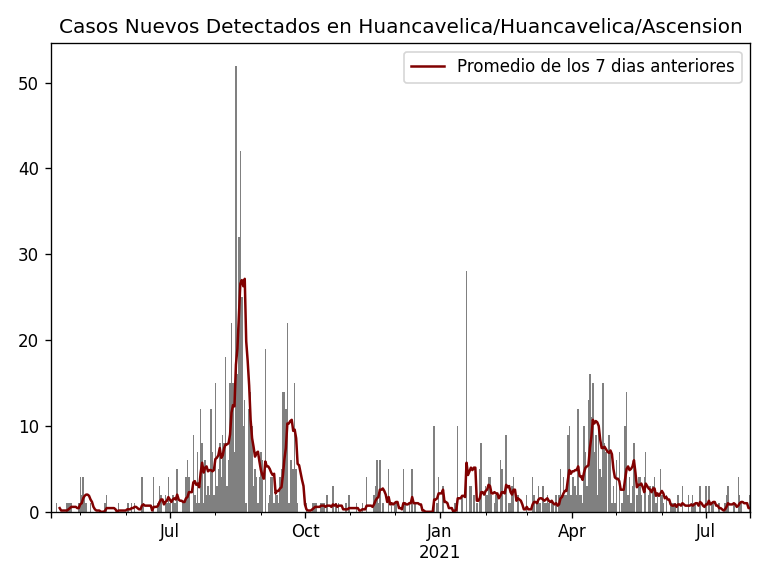 Casos Nuevos Detectados en Huancavelica/Huancavelica/Ascension
Promedio de los 7 dias anteriores
50
40
30
20
10
0
Jul
Oct
Jan
2021
Apr
Jul